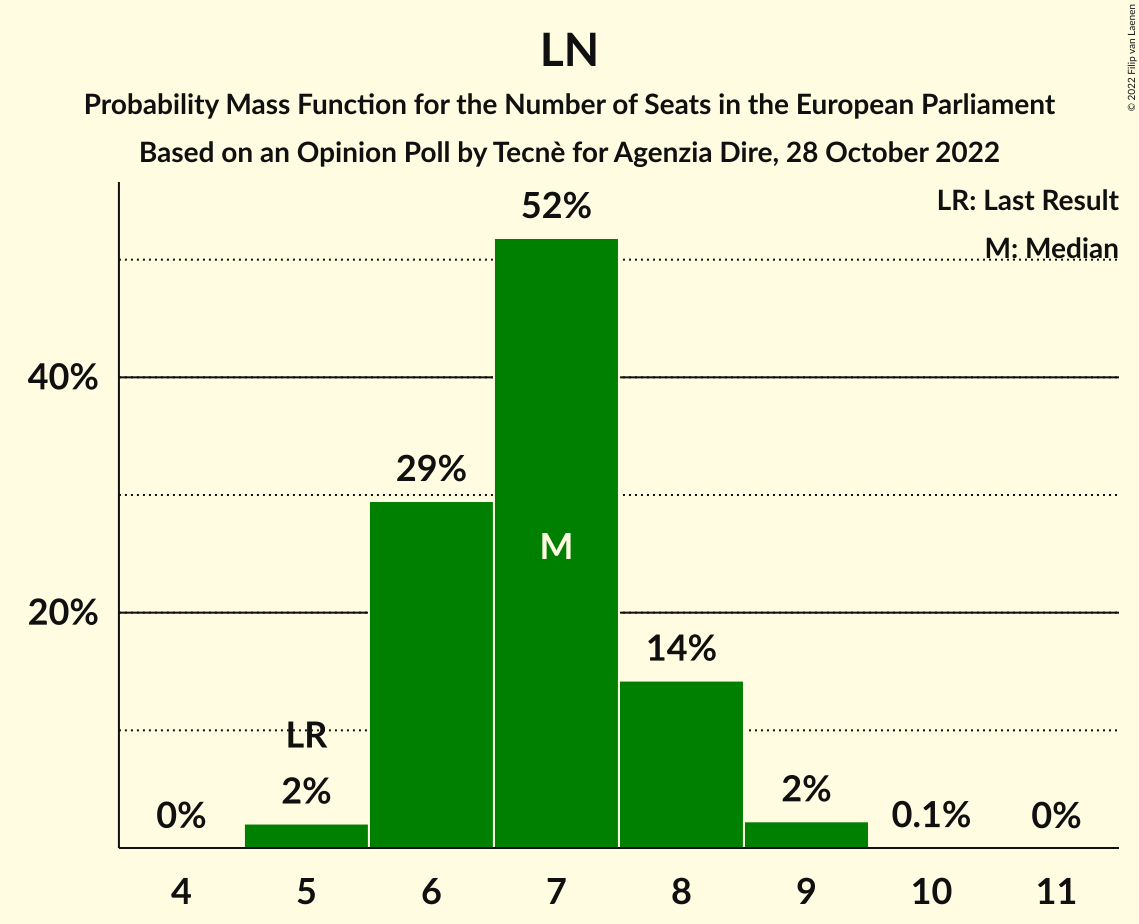 LN
Probability Mass Function for the Number of Seats in the European Parliament
Based on an Opinion Poll by Tecnè for Agenzia Dire, 28 October 2022
© 2022 Filip van Laenen
LR: Last Result
M: Median
52%
40%
29%
M
20%
14%
LR
2%
0%
2%
0.1%
0%
4 5 6 7 8 9 10 11